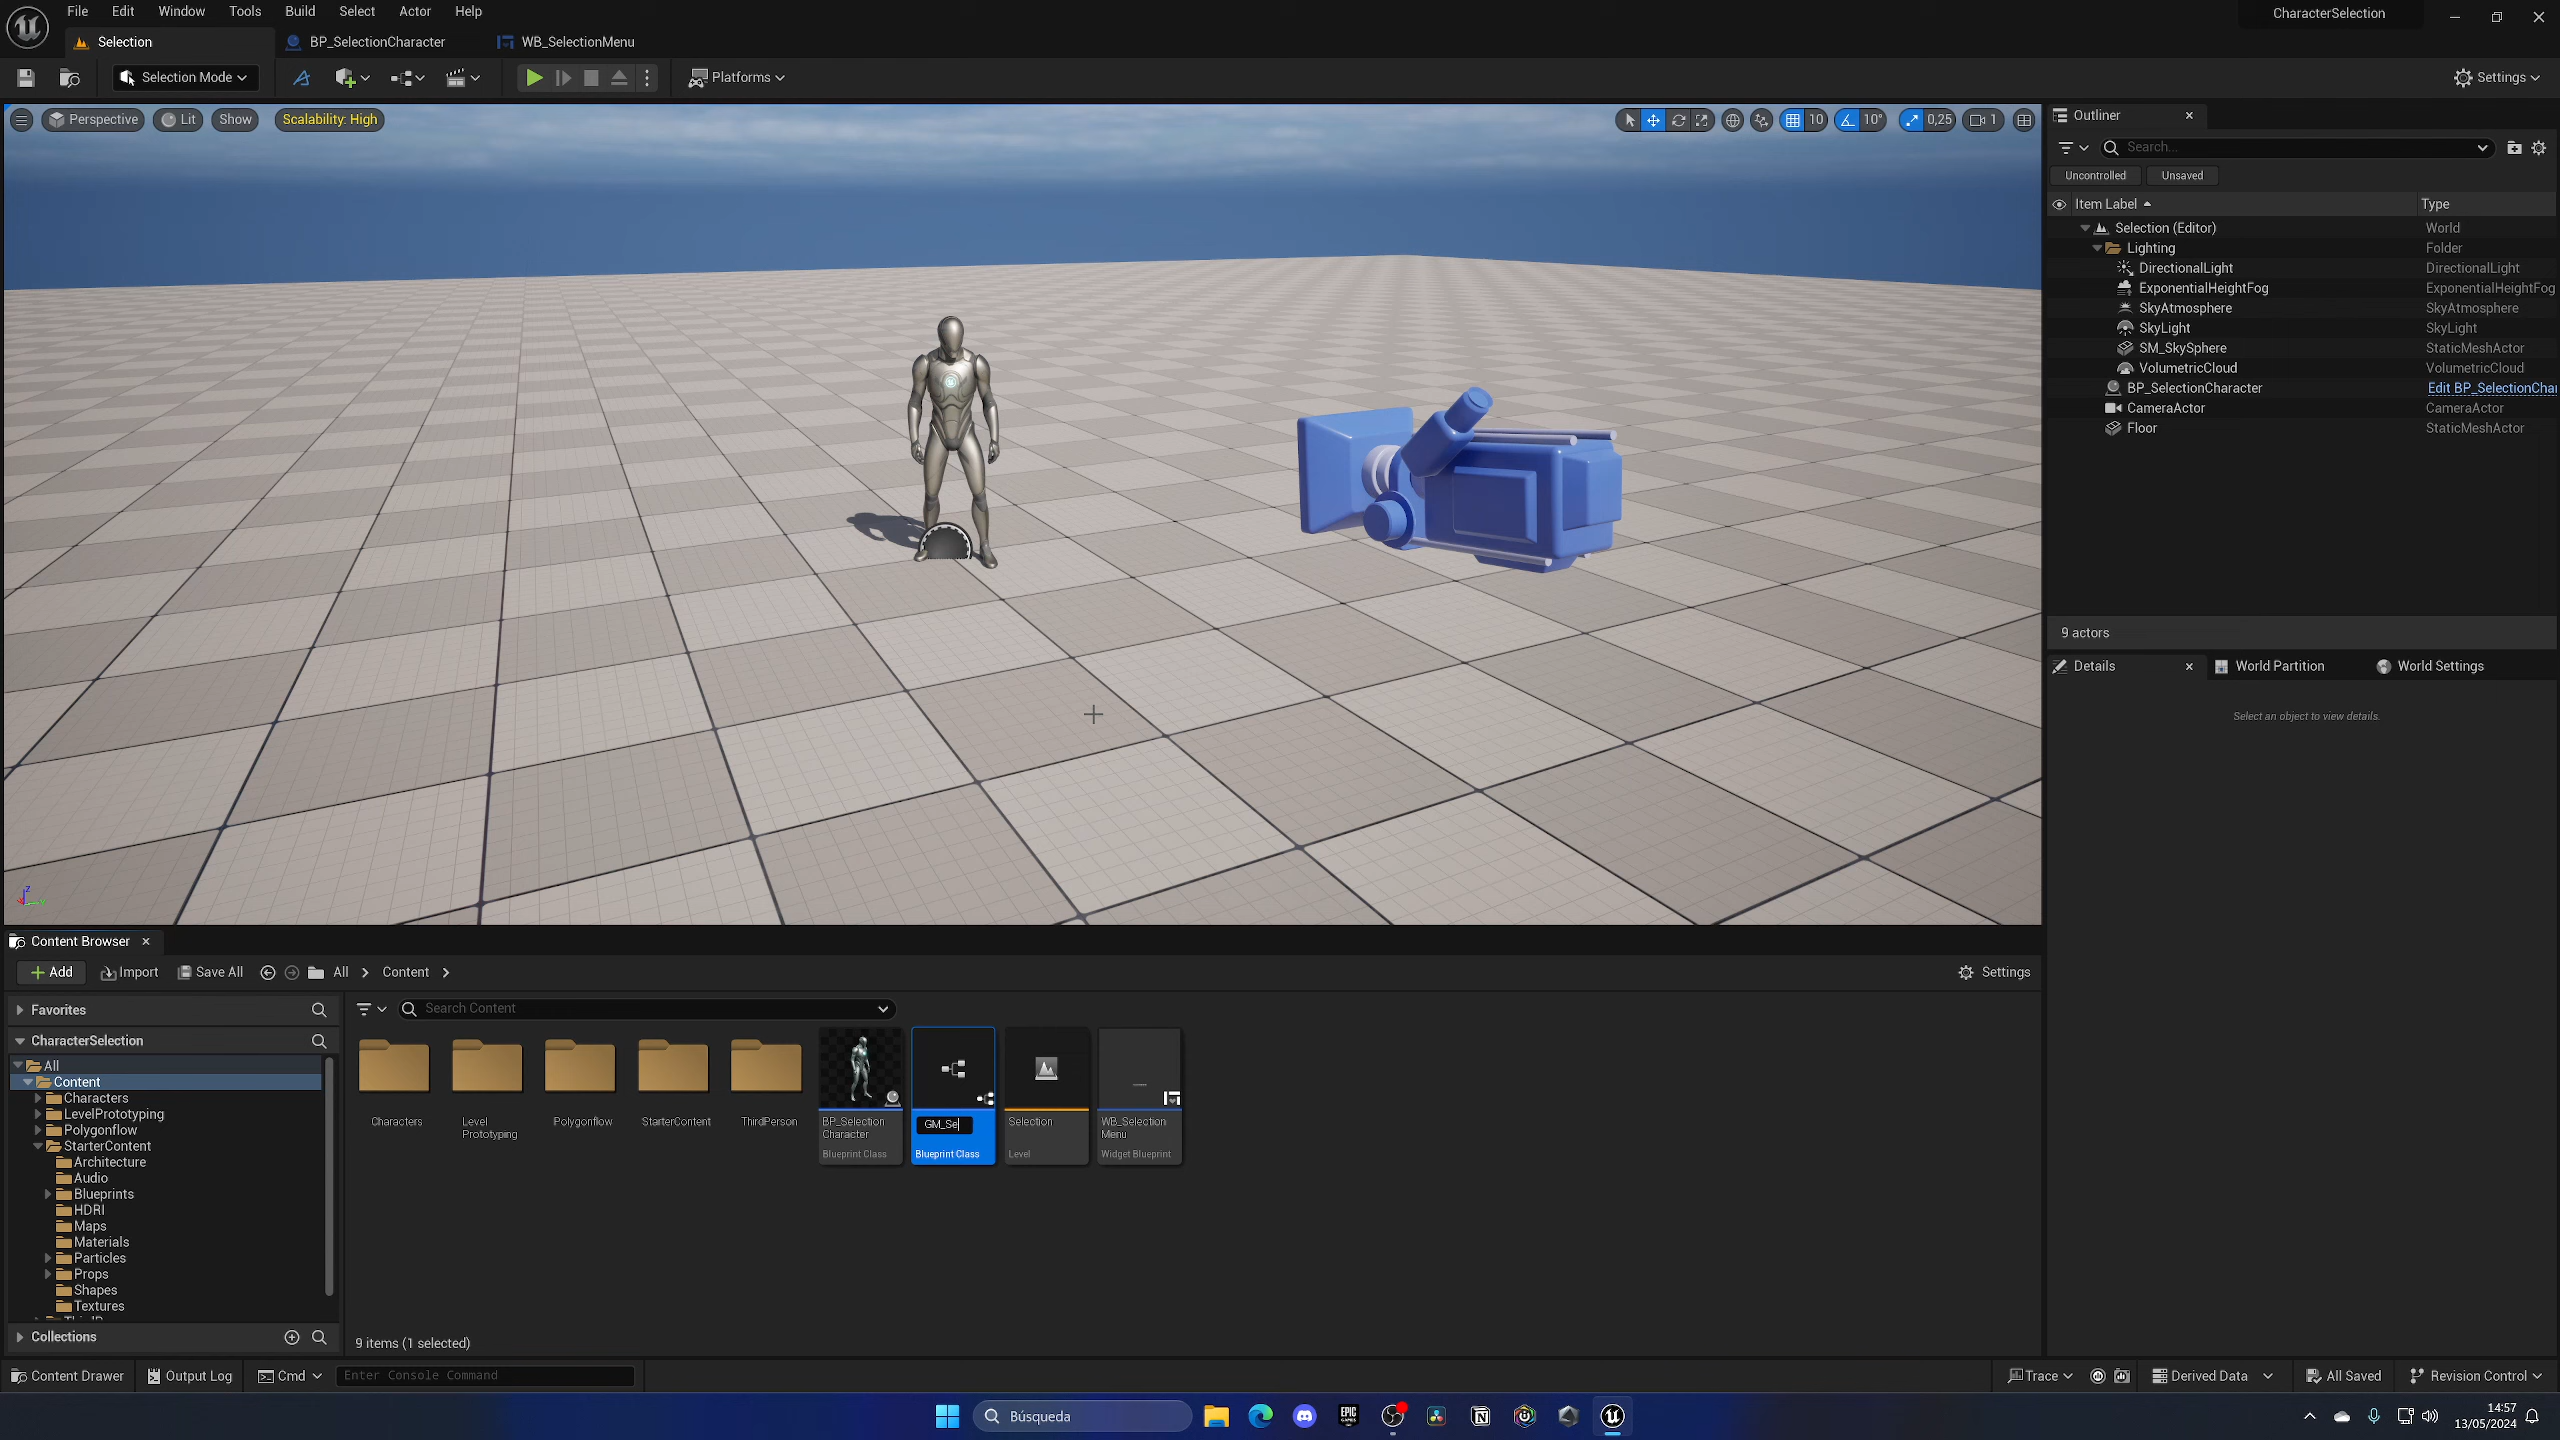 File Edit Window Tools Build Select Actor Help
CharacterSelection
Selection BP_SelectionCharacter WB_SelectionMenu
Selection Mode Platforms Settings
Perspective Lit Show Scalability: High 10 10° 0,25 1
Outliner
Search...
Uncontrolled Unsaved
Item Label Type
Selection (Editor) World
Lighting Folder
DirectionalLight DirectionalLight
ExponentialHeightFog ExponentialHeightFog
SkyAtmosphere SkyAtmosphere
SkyLight SkyLight
SM_SkySphere StaticMeshActor
VolumetricCloud VolumetricCloud
BP_SelectionCharacter Edit BP_SelectionChar
CameraActor CameraActor
Floor StaticMeshActor
9 actors
Details World Partition World Settings
Select an object to view details.
Content Browser
Add Import Save All All Content Settings
Favorites
Search Content
CharacterSelection
All
Content
Characters
LevelPrototyping
Polygonflow
StarterContent
Architecture
Audio
Blueprints
HDRI
Maps
Materials
Particles
Props
Shapes
Textures
Collections
Characters
Level
Prototyping
Polygonflow
StarterContent
ThirdPerson
BP_Selection
Character
Blueprint Class
GM_Se
Blueprint Class
Selection
Level
WB_Selection
Menu
Widget Blueprint
9 items (1 selected)
Content Drawer Output Log Cmd Enter Console Command Trace Derived Data All Saved Revision Control
Búsqueda
EPIC
GAMES
14:57
13/05/2024